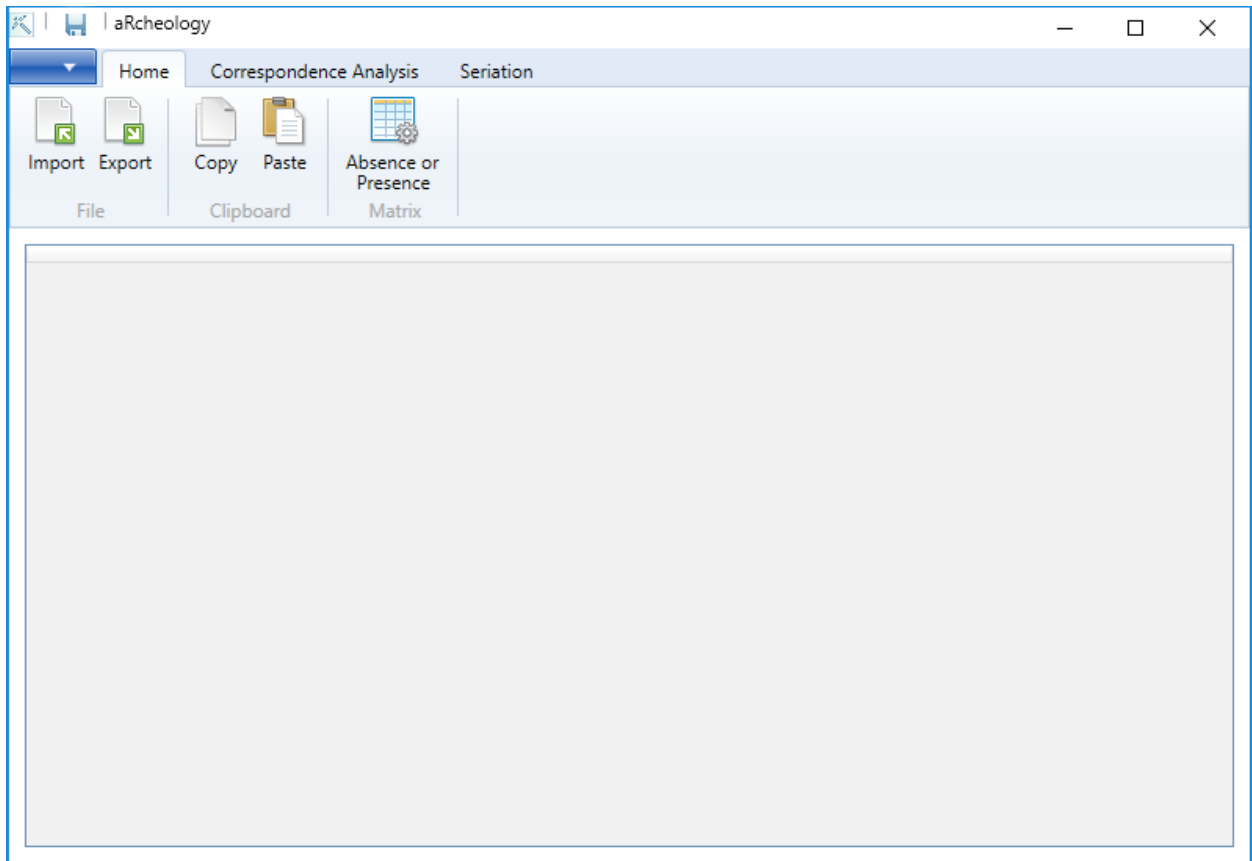 aRcheology
Home Correspondence Analysis Seriation
Import Export Copy Paste Absence or
Presence
File Clipboard Matrix